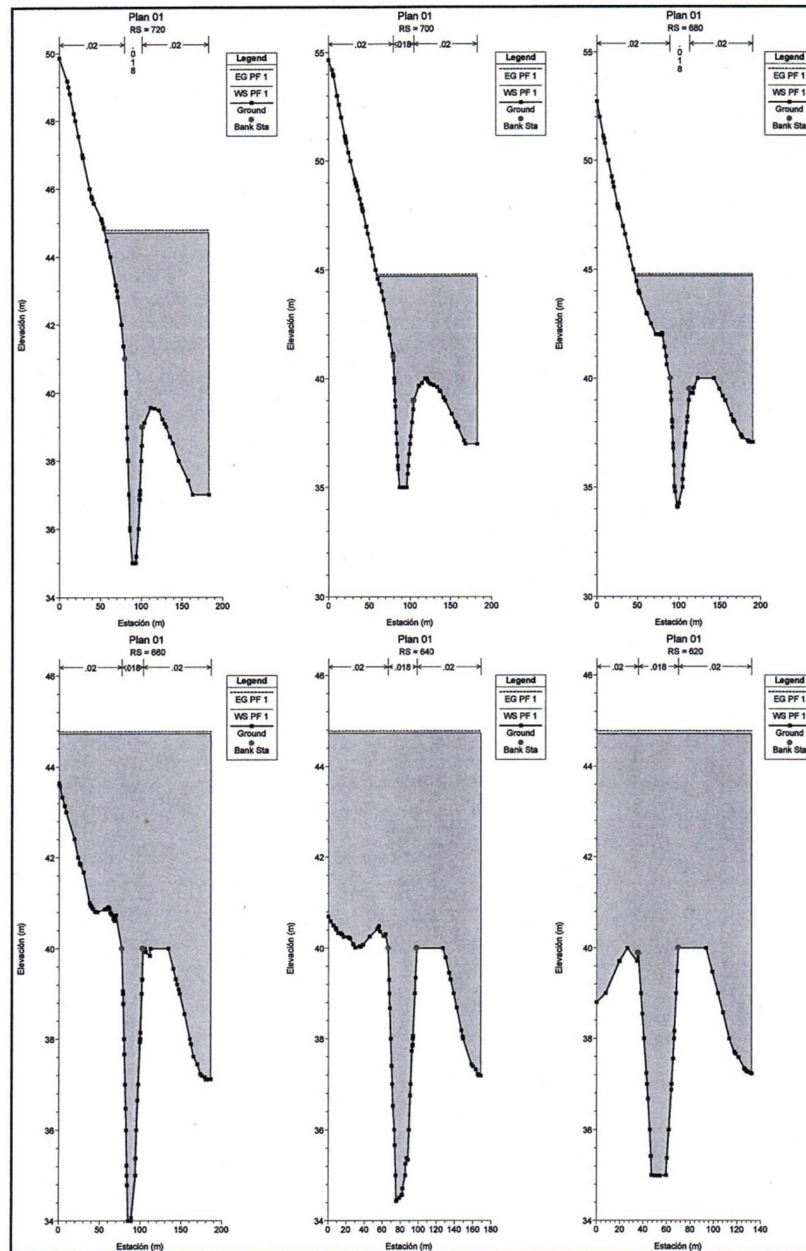 Plan 01
RS = 720
.02
.018
.02
Legend
EG PF 1
WS PF 1
Ground
Bank Sta
Elevación (m)
50
48
46
44
42
40
38
36
34
0 50 100 150 200
Estación (m)
Plan 01
RS = 700
.02
.018
.02
Legend
EG PF 1
WS PF 1
Ground
Bank Sta
Elevación (m)
55
50
45
40
35
30
0 50 100 150 200
Estación (m)
Plan 01
RS = 680
.02
.018
.02
Legend
EG PF 1
WS PF 1
Ground
Bank Sta
Elevación (m)
55
50
45
40
35
30
0 50 100 150 200
Estación (m)
Plan 01
RS = 660
.02
.018
.02
Legend
EG PF 1
WS PF 1
Ground
Bank Sta
Elevación (m)
46
44
42
40
38
36
34
0 50 100 150 200
Estación (m)
Plan 01
RS = 640
.02
.018
.02
Legend
EG PF 1
WS PF 1
Ground
Bank Sta
Elevación (m)
46
44
42
40
38
36
34
0 20 40 60 80 100 120 140 160 180
Estación (m)
Plan 01
RS = 620
.02
.018
.02
Legend
EG PF 1
WS PF 1
Ground
Bank Sta
Elevación (m)
46
44
42
40
38
36
34
0 20 40 60 80 100 120 140
Estación (m)